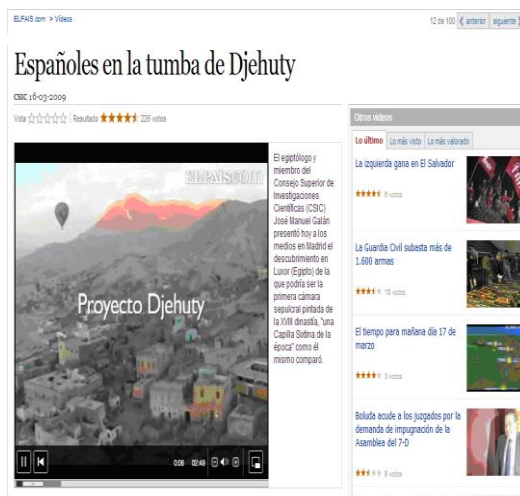 ELPAIS.com > Vídeos
12 de 100 anterior siguiente
Españoles en la tumba de Djehuty
CSIC 16-03-2009
Vota Resultado 226 votos
ELPAIS.COM
Proyecto Djehuty
0:06 02:49
El egiptólogo y
miembro del
Consejo Superior de
Investigaciones
Científicas (CSIC)
José Manuel Galán
presentó hoy a los
medios en Madrid el
descubrimiento en
Luxor (Egipto) de la
que podría ser la
primera cámara
sepulcral pintada de
la XVIII dinastía, "una
Capilla Sixtina de la
época" como él
mismo comparó.
Otros vídeos
Lo último Lo más visto Lo más valorado
La izquierda gana en El Salvador
6 votos
La Guardia Civil subasta más de
1.600 armas
18 votos
El tiempo para mañana día 17 de
marzo
3 votos
Boluda acude a los juzgados por la
demanda de impugnación de la
Asamblea del 7-D
8 votos